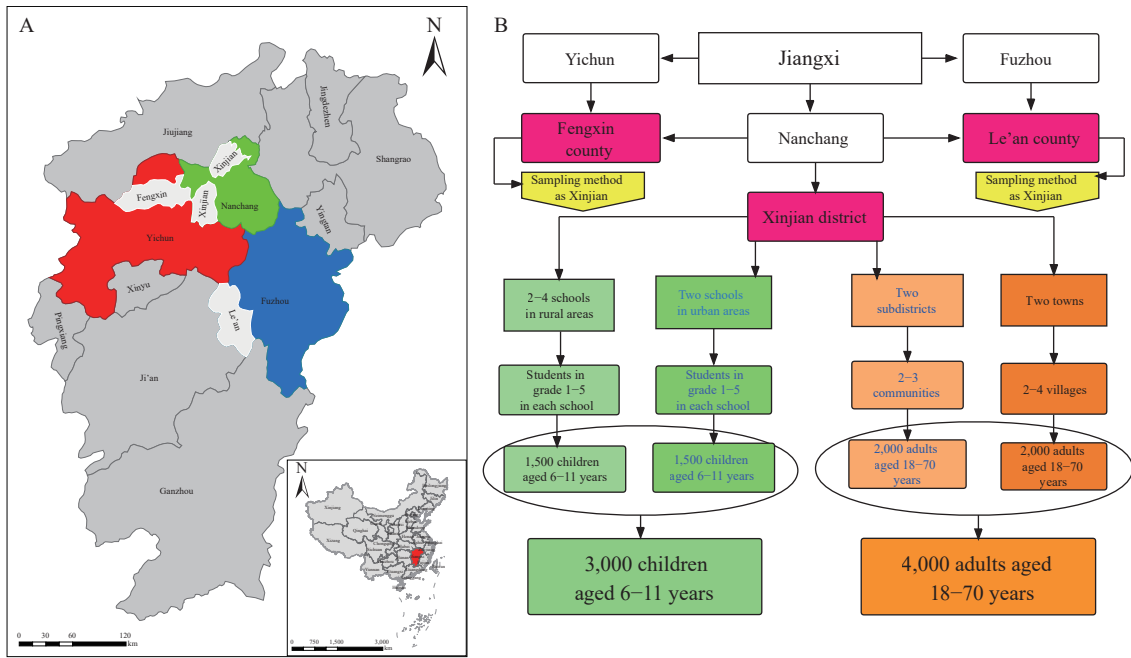 A
N
Jingdezhen
Jiujiang
Shangrao
Xinjian
Fengxin
Xinjian
Nanchang
Yingtan
Yichun
Xinyu
Fuzhou
Le'an
Pingxiang
Ji'an
Ganzhou
0 30 60 120
km
N
Xinjiang
Qinghai
Xizang
Yunnan
0 750 1,500 3,000
km
B
Yichun
Jiangxi
Fuzhou
Fengxin
county
Nanchang
Le'an county
Sampling method
as Xinjian
Sampling method
as Xinjian
Xinjian district
2−4 schools
in rural areas
Two schools
in urban areas
Two
subdistricts
Two towns
Students in
grade 1−5
in each school
Students in
grade 1−5
in each school
2−3
communities
2−4 villages
1,500 children
aged 6−11 years
1,500 children
aged 6−11 years
2,000 adults
aged 18−70
years
2,000 adults
aged 18−70
years
3,000 children
aged 6−11 years
4,000 adults aged
18−70 years